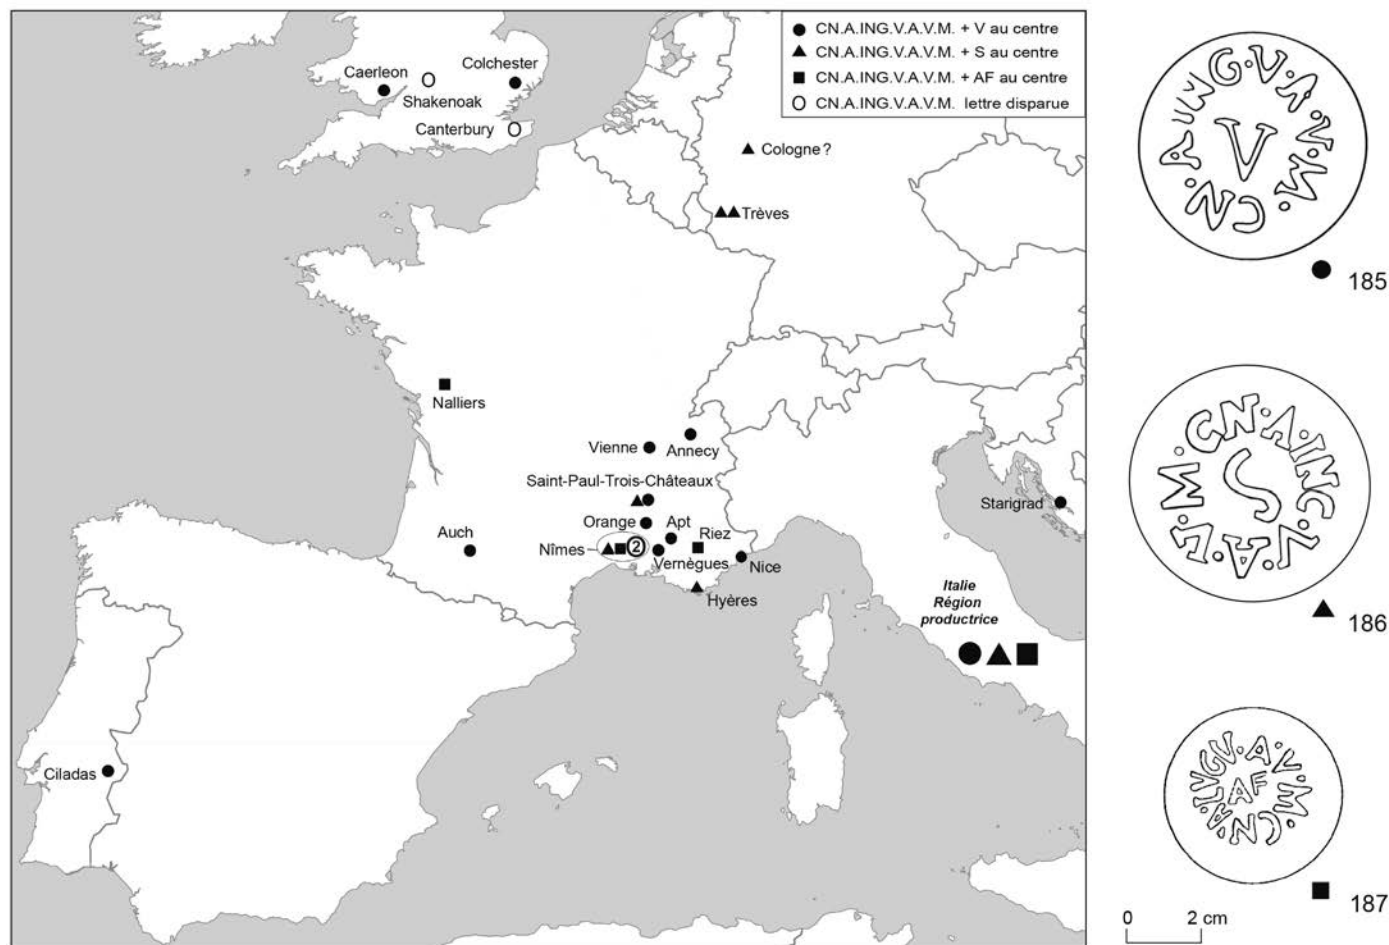 CN.A.ING.V.A.V.M. + V au centre
CN.A.ING.V.A.V.M. + S au centre
CN.A.ING.V.A.V.M. + AF au centre
CN.A.ING.V.A.V.M. lettre disparue
Caerleon
Colchester
Shakenoak
Canterbury
Cologne ?
Trèves
Nalliers
Vienne
Annecy
Saint-Paul-Trois-Châteaux
Starigrad
Orange
Apt
Auch
Riez
Nîmes
2
Vernègues
Nice
Hyères
Italie
Région
productrice
Ciladas
CN·A·ING·V·A·V·M·
V
185
CN·A·INC·V·A·V·M·
S
186
CN·A·ING·V·A·V·M·
AF
187
0 2 cm